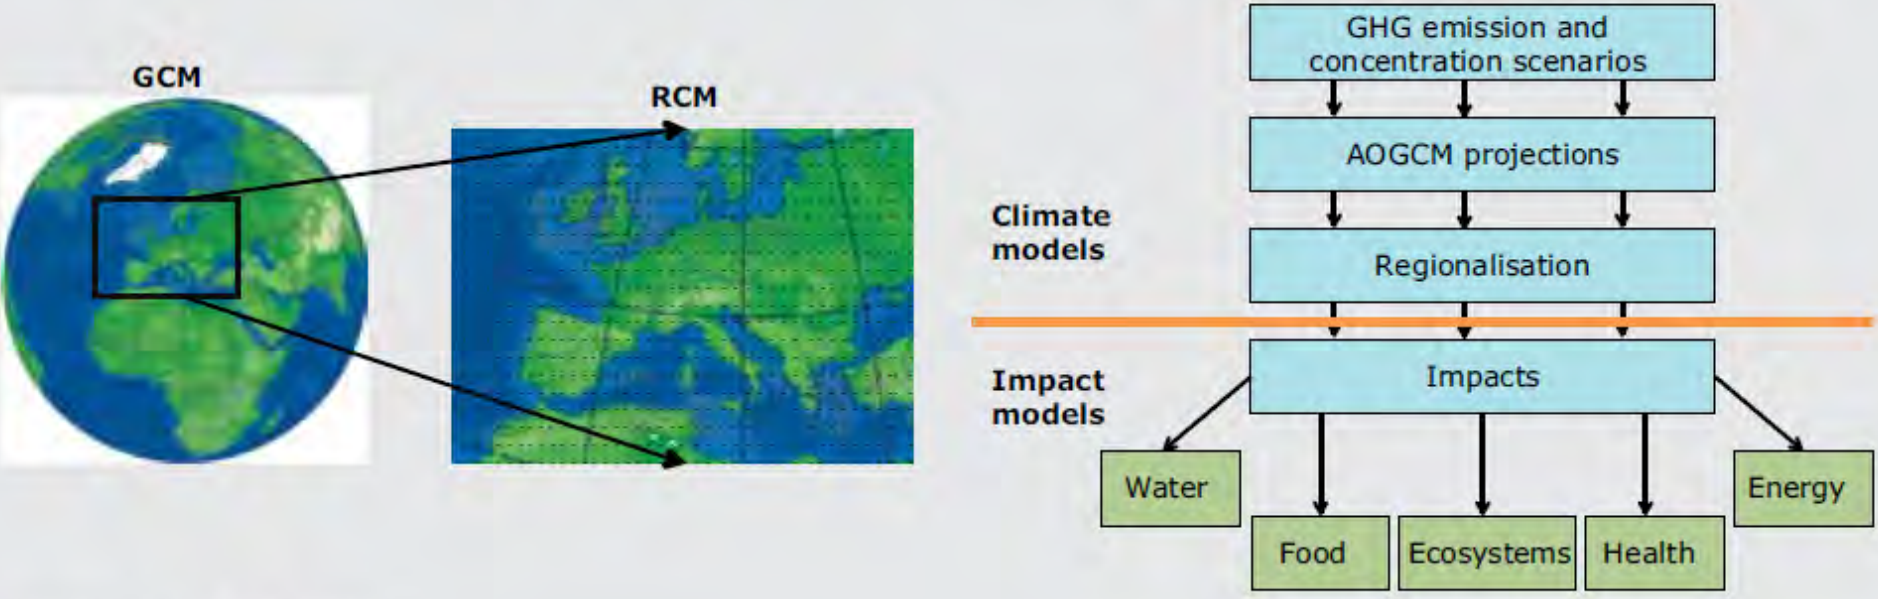 GCM
RCM
GHG emission and
concentration scenarios
AOGCM projections
Climate
models
Regionalisation
Impacts
Impact
models
Water
Energy
Food
Ecosystems
Health